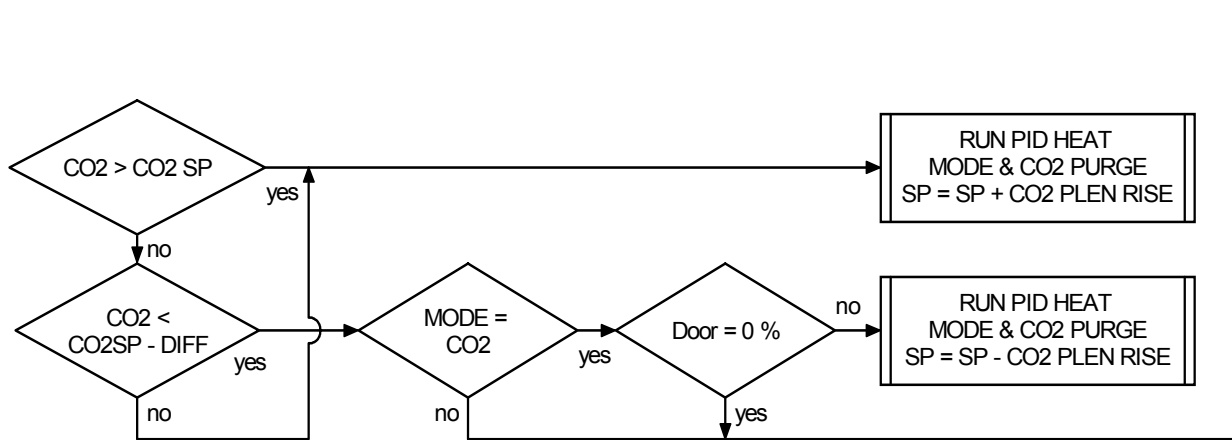 CO2 > CO2 SP
yes
RUN PID HEAT
MODE & CO2 PURGE
SP = SP + CO2 PLEN RISE
no
CO2 <
CO2SP - DIFF
yes
no
MODE =
CO2
yes
no
Door = 0 %
no
yes
RUN PID HEAT
MODE & CO2 PURGE
SP = SP - CO2 PLEN RISE